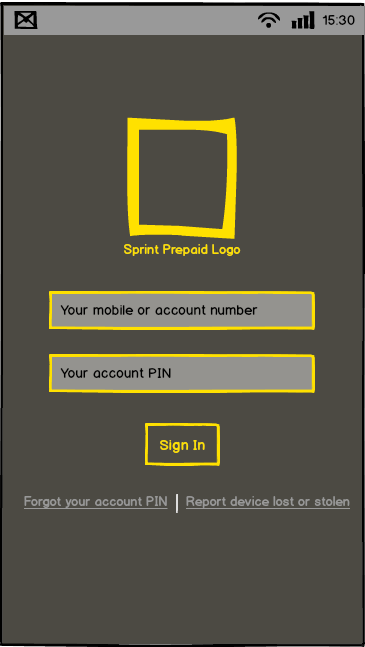 15:30
Sprint Prepaid Logo
Your mobile or account number
Your account PIN
Sign In
Forgot your account PIN
Report device lost or stolen